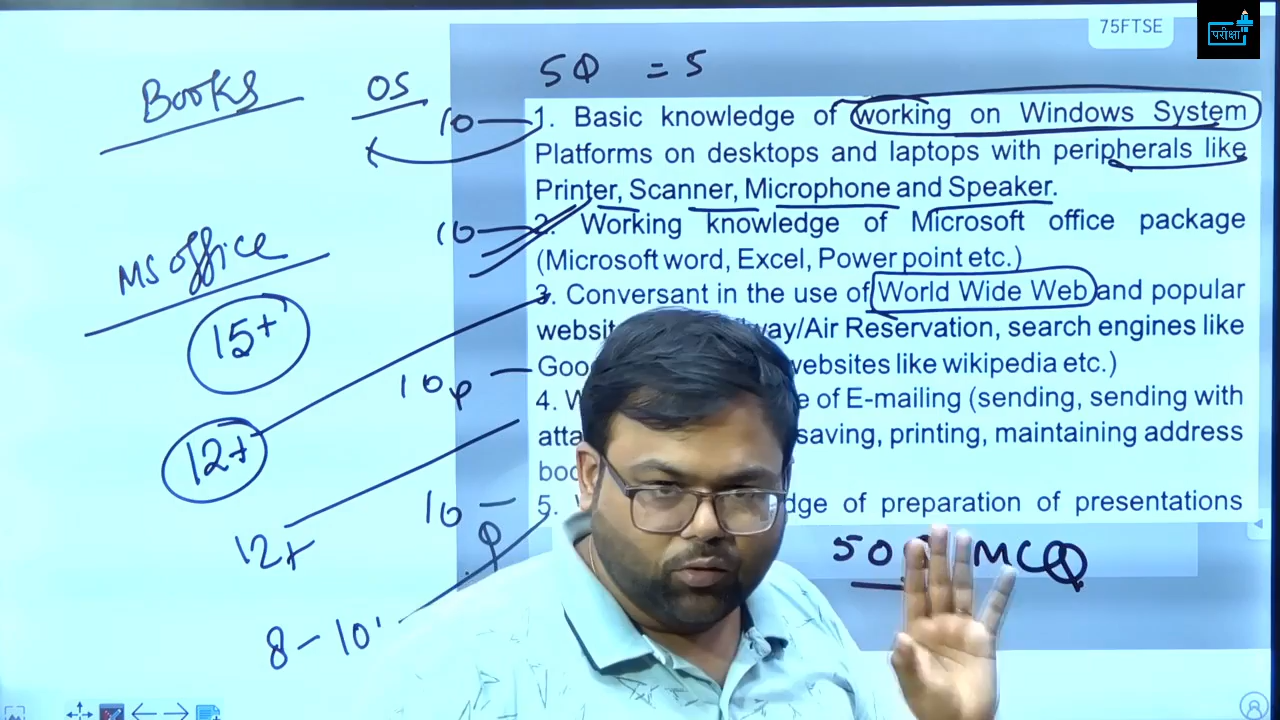 75FTSE
परीक्षा
5Q = 5
Books
OS
10
1. Basic knowledge of working on Windows System
Platforms on desktops and laptops with peripherals like
Printer, Scanner, Microphone and Speaker.
10
2. Working knowledge of Microsoft office package
(Microsoft word, Excel, Power point etc.)
MS office
15+
3. Conversant in the use of World Wide Web and popular
Air Reservation, search engines like
10
websites like wikipedia etc.)
12+
4. of E-mailing (sending, sending with
saving, printing, maintaining address
10
5. of preparation of presentations
12+
50 MCQ
8-10